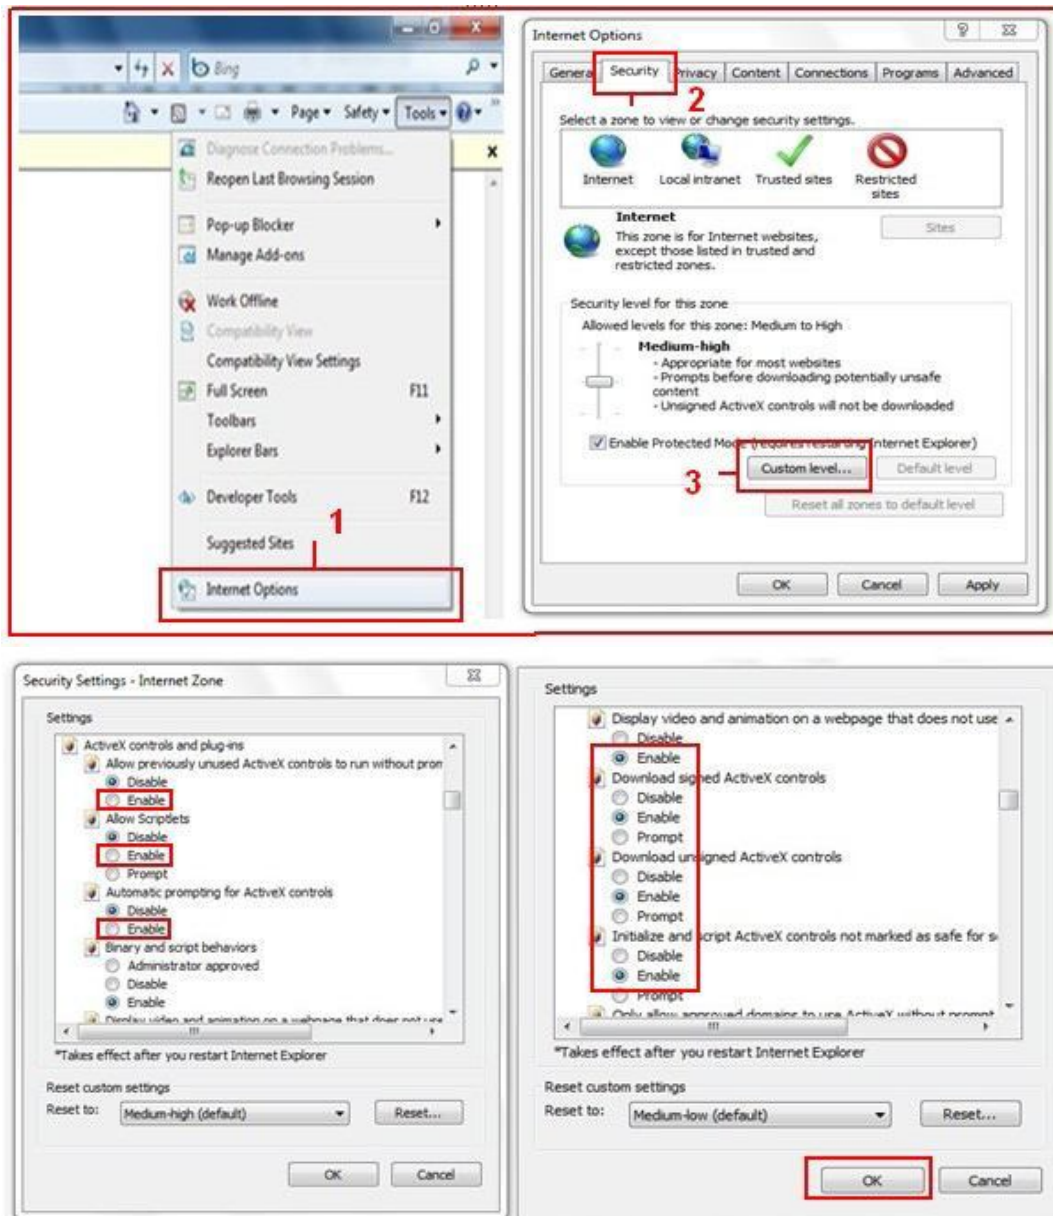 Bing
Page Safety Tools
Diagnose Connection Problems...
Reopen Last Browsing Session
Pop-up Blocker
Manage Add-ons
Work Offline
Compatibility View
Compatibility View Settings
Full Screen F11
Toolbars
Explorer Bars
Developer Tools F12
1
Suggested Sites
Internet Options
Internet Options
General Security Privacy Content Connections Programs Advanced
2
Select a zone to view or change security settings.
Internet Local intranet Trusted sites Restricted
sites
Internet
Sites
This zone is for Internet websites,
except those listed in trusted and
restricted zones.
Security level for this zone
Allowed levels for this zone: Medium to High
Medium-high
- Appropriate for most websites
- Prompts before downloading potentially unsafe
content
- Unsigned ActiveX controls will not be downloaded
Enable Protected Mode (requires restarting Internet Explorer)
3
Custom level... Default level
Reset all zones to default level
OK Cancel Apply
Security Settings - Internet Zone
Settings
ActiveX controls and plug-ins
Allow previously unused ActiveX controls to run without pron
Disable
Enable
Allow Scriptlets
Disable
Enable
Prompt
Automatic prompting for ActiveX controls
Disable
Enable
Binary and script behaviors
Administrator approved
Disable
Enable
Display video and animation on a webpage that does not use
*Takes effect after you restart Internet Explorer
Reset custom settings
Reset to: Medium-high (default) Reset...
OK Cancel
Settings
Display video and animation on a webpage that does not use
Disable
Enable
Download signed ActiveX controls
Disable
Enable
Prompt
Download unsigned ActiveX controls
Disable
Enable
Prompt
Initialize and script ActiveX controls not marked as safe for s
Disable
Enable
Prompt
Only allow approved domains to use ActiveX without prompt
*Takes effect after you restart Internet Explorer
Reset custom settings
Reset to: Medium-low (default) Reset...
OK Cancel